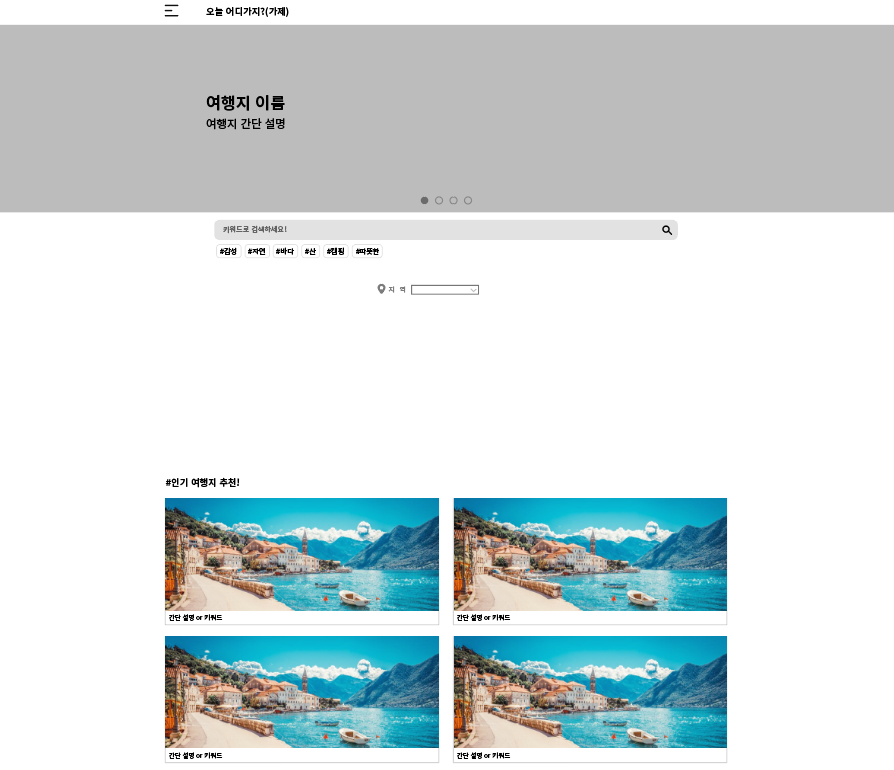 오늘 어디가지?(가제)
여행지 이름
여행지 간단 설명
키워드로 검색하세요!
#감성 #자연 #바다 #산 #캠핑 #따뜻한
지 역
#인기 여행지 추천!
간단 설명 or 키워드
간단 설명 or 키워드
간단 설명 or 키워드
간단 설명 or 키워드